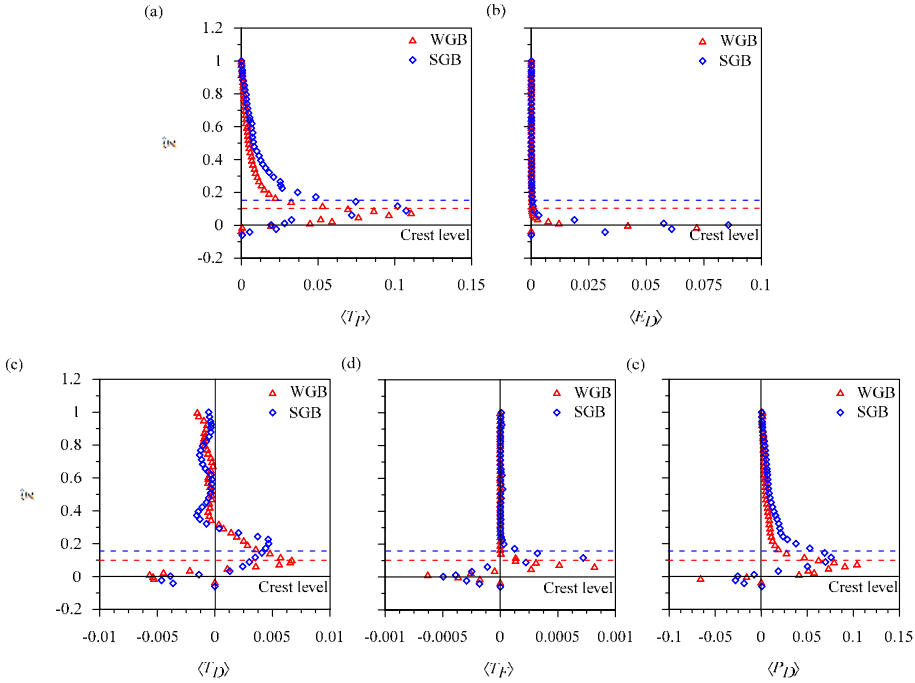 (a)
1.2
1
0.8
0.6
0.4
0.2
0
-0.2
ẑ
WGB
SGB
Crest level
0
0.05
0.1
0.15
⟨T_P⟩
(b)
WGB
SGB
Crest level
0
0.025
0.05
0.075
0.1
⟨E_D⟩
(c)
1.2
1
0.8
0.6
0.4
0.2
0
-0.2
ẑ
WGB
SGB
Crest level
-0.01
-0.005
0
0.005
0.01
⟨T_D⟩
(d)
WGB
SGB
Crest level
-0.001
-0.0005
0
0.0005
0.001
⟨T_F⟩
(c)
WGB
SGB
Crest level
-0.1
-0.05
0
0.05
0.1
0.15
⟨P_D⟩